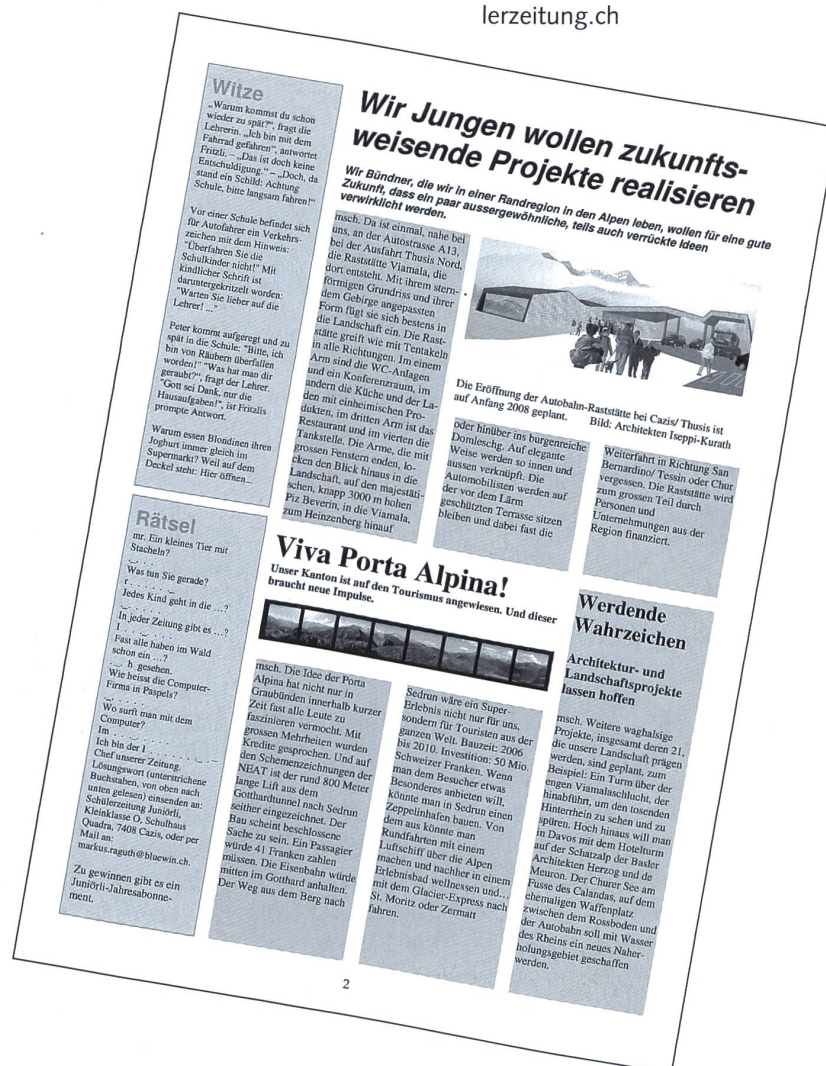 lerzeitung.ch
Witze
„Warum kommst du schon
wieder zu spät?“, fragt die
Lehrerin. „Ich bin mit dem
Fahrrad gefahren“, antwortet
Fritzli. – „Das ist doch keine
Entschuldigung.“ – „Doch, da
stand ein Schild: Achtung
Schule, bitte langsam fahren!“
Vor einer Schule befindet sich
für Autofahrer ein Verkehrs-
zeichen mit dem Hinweis:
"Überfahren Sie die
Schulkinder nicht!" Mit
kindlicher Schrift ist
daruntergekritzelt worden:
"Warten Sie lieber auf die
Lehrer! ..."
Peter kommt aufgeregt und zu
spät in die Schule: "Bitte, ich
bin von Räubern überfallen
worden!" "Was hat man dir
geraubt?", fragt der Lehrer.
"Gott sei Dank, nur die
Hausaufgaben!", ist Fritzlis
prompte Antwort.
Warum essen Blondinen ihren
Joghurt immer gleich im
Supermarkt? Weil auf dem
Deckel steht: Hier öffnen...
Rätsel
mr. Ein kleines Tier mit
Stacheln?
_ . . .
Was tun Sie gerade?
r . . . . . _
Jedes Kind geht in die ...?
_ . . . . .
In jeder Zeitung gibt es ...?
I . . . _ . . . .
Fast alle haben im Wald
schon ein ...?
. _ . h gesehen.
Wie heisst die Computer-
Firma in Paspels?
_ . . . . .
Wo surft man mit dem
Computer?
Im _ . . . . . . .
Ich bin der I . . . . . . . . _ . –
Chef unserer Zeitung.
Lösungswort (unterstrichene
Buchstaben, von oben nach
unten gelesen) einsenden an:
Schülerzeitung Juniörli,
Kleinklasse O, Schulhaus
Quadra, 7408 Cazis, oder per
Mail an:
markus.raguth@bluewin.ch.
Zu gewinnen gibt es ein
Juniörli-Jahresabonne-
ment.
Wir Jungen wollen zukunfts-
weisende Projekte realisieren
Wir Bündner, die wir in einer Randregion in den Alpen leben, wollen für eine gute
Zukunft, dass ein paar aussergewöhnliche, teils auch verrückte Ideen
verwirklicht werden.
msch. Da ist einmal, nahe bei
uns, an der Autostrasse A13,
bei der Ausfahrt Thusis Nord,
die Raststätte Viamala, die
dort entsteht. Mit ihrem stern-
förmigen Grundriss und ihrer
dem Gebirge angepassten
Form fügt sie sich bestens in
die Landschaft ein. Die Rast-
stätte greift wie mit Tentakeln
in alle Richtungen. Im einem
Arm sind die WC-Anlagen
und ein Konferenzraum, im
andern die Küche und der La-
den mit einheimischen Pro-
dukten, im dritten Arm ist das
Restaurant und im vierten die
Tankstelle. Die Arme, die mit
grossen Fenstern enden, lo-
cken den Blick hinaus in die
Landschaft, auf den majestäti-
schen, knapp 3000 m hohen
Piz Beverin, in die Viamala,
zum Heinzenberg hinauf
Die Eröffnung der Autobahn-Raststätte bei Cazis/ Thusis ist
auf Anfang 2008 geplant. Bild: Architekten Iseppi-Kurath
oder hinüber ins burgenreiche
Domleschg. Auf elegante
Weise werden so innen und
aussen verknüpft. Die
Automobilisten werden auf
der vor dem Lärm
geschützten Terrasse sitzen
bleiben und dabei fast die
Weiterfahrt in Richtung San
Bernardino/ Tessin oder Chur
vergessen. Die Raststätte wird
zum grossen Teil durch
Personen und
Unternehmungen aus der
Region finanziert.
Viva Porta Alpina!
Unser Kanton ist auf den Tourismus angewiesen. Und dieser
braucht neue Impulse.
msch. Die Idee der Porta
Alpina hat nicht nur in
Graubünden innerhalb kurzer
Zeit fast alle Leute zu
faszinieren vermocht. Mit
grossen Mehrheiten wurden
Kredite gesprochen. Und auf
den Schemenzeichnungen der
NEAT ist der rund 800 Meter
lange Lift aus dem
Gotthardtunnel nach Sedrun
seither eingezeichnet. Der
Bau scheint beschlossene
Sache zu sein. Ein Passagier
würde 41 Franken zahlen
müssen. Die Eisenbahn würde
mitten im Gotthard anhalten.
Der Weg aus dem Berg nach
Sedrun wäre ein Super-
Erlebnis nicht nur für uns,
sondern für Touristen aus der
ganzen Welt. Bauzeit: 2006
bis 2010. Investition: 50 Mio.
Schweizer Franken. Wenn
man dem Besucher etwas
Besonderes anbieten will,
könnte man in Sedrun einen
Zeppelinhafen bauen. Von
dem aus könnte man
Rundfahrten mit einem
Luftschiff über die Alpen
machen und nachher in einem
Erlebnisbad wellnessen und...
mit dem Glacier-Express nach
St. Moritz oder Zermatt
fahren.
Werdende
Wahrzeichen
Architektur- und
Landschaftsprojekte
lassen hoffen
msch. Weitere waghalsige
Projekte, insgesamt deren 21,
die unsere Landschaft prägen
werden, sind geplant, zum
Beispiel: Ein Turm über der
engen Viamalaschlucht, der
hinabführt, um den tosenden
Hinterrhein zu sehen und zu
spüren. Hoch hinaus will man
in Davos mit dem Hotelturm
auf der Schatzalp der Basler
Architekten Herzog und de
Meuron. Der Churer See am
Fusse des Calandas, auf dem
ehemaligen Waffenplatz
zwischen dem Rossboden und
der Autobahn soll mit Wasser
des Rheins ein neues Naher-
holungsgebiet geschaffen
werden.
2